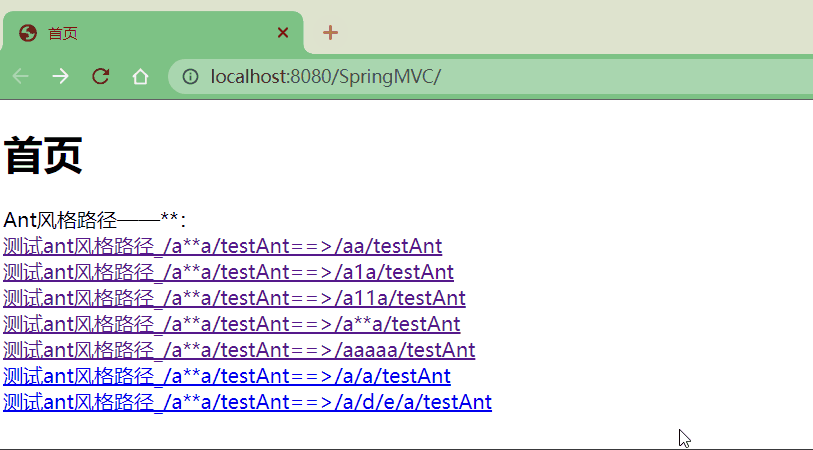 首页
localhost:8080/SpringMVC/
首页
Ant风格路径——**：
测试ant风格路径_/a**a/testAnt==>/aa/testAnt
测试ant风格路径_/a**a/testAnt==>/a1a/testAnt
测试ant风格路径_/a**a/testAnt==>/a11a/testAnt
测试ant风格路径_/a**a/testAnt==>/a**a/testAnt
测试ant风格路径_/a**a/testAnt==>/aaaaa/testAnt
测试ant风格路径_/a**a/testAnt==>/a/a/testAnt
测试ant风格路径_/a**a/testAnt==>/a/d/e/a/testAnt